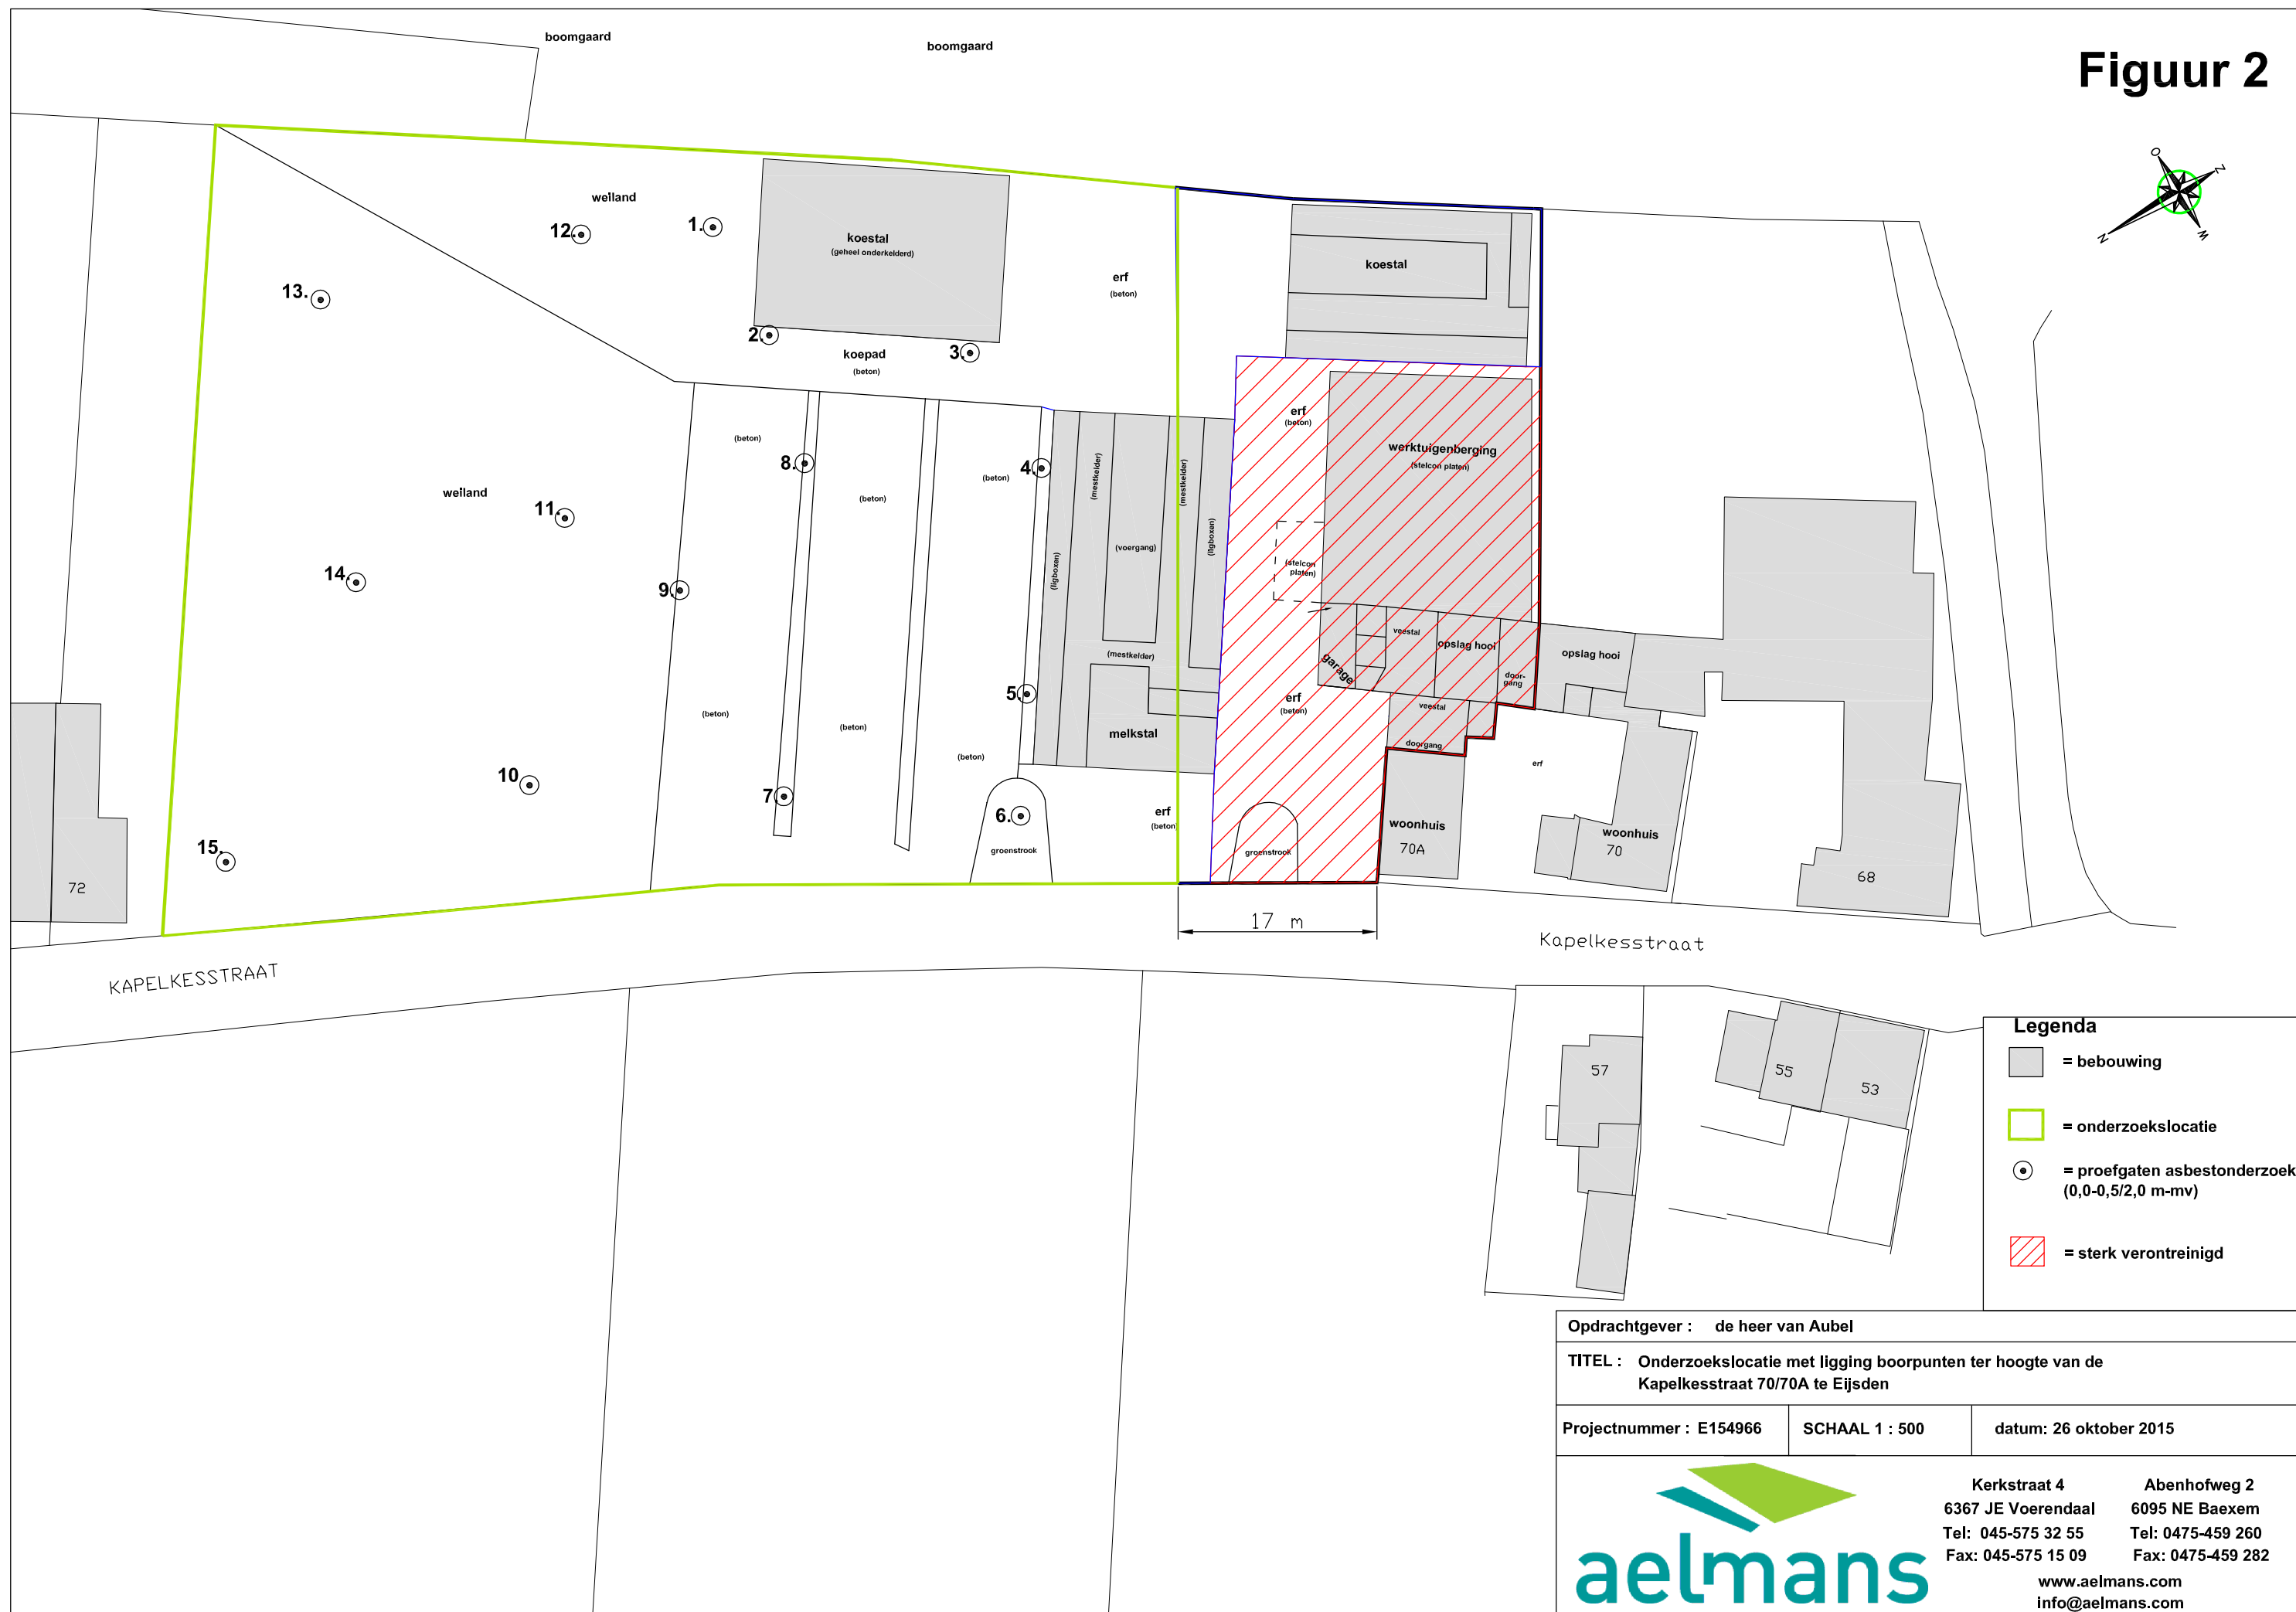 boomgaard
boomgaard
Figuur 2
O
Z
N
W
weiland
12.
1.
koestal
(geheel onderkelderd)
erf
(beton)
koestal
13.
2.
koepad
(beton)
3.
erf
(beton)
werktuigenberging
(stelcon platen)
(beton)
8.
(beton)
4.
(beton)
(mestkelder)
(mestkelder)
weiland
11.
(voergang)
(ligboxen)
(ligboxen)
(stelcon
platen)
14.
9.
veestal
opslag hooi
opslag hooi
garage
door-
gang
(mestkelder)
5.
erf
(beton)
veestal
(beton)
(beton)
melkstal
doorgang
(beton)
erf
10
7.
6.
erf
(beton)
woonhuis
70A
woonhuis
70
groenstrook
groenstrook
15.
72
68
17 m
Kapelkesstraat
KAPELKESSTRAAT
57
55
53
Legenda
= bebouwing
= onderzoekslocatie
= proefgaten asbestonderzoek
(0,0-0,5/2,0 m-mv)
= sterk verontreinigd
Opdrachtgever : de heer van Aubel
TITEL : Onderzoekslocatie met ligging boorpunten ter hoogte van de
Kapelkesstraat 70/70A te Eijsden
Projectnummer : E154966 SCHAAL 1 : 500 datum: 26 oktober 2015
aelmans
Kerkstraat 4 Abenhofweg 2
6367 JE Voerendaal 6095 NE Baexem
Tel: 045-575 32 55 Tel: 0475-459 260
Fax: 045-575 15 09 Fax: 0475-459 282
www.aelmans.com
info@aelmans.com